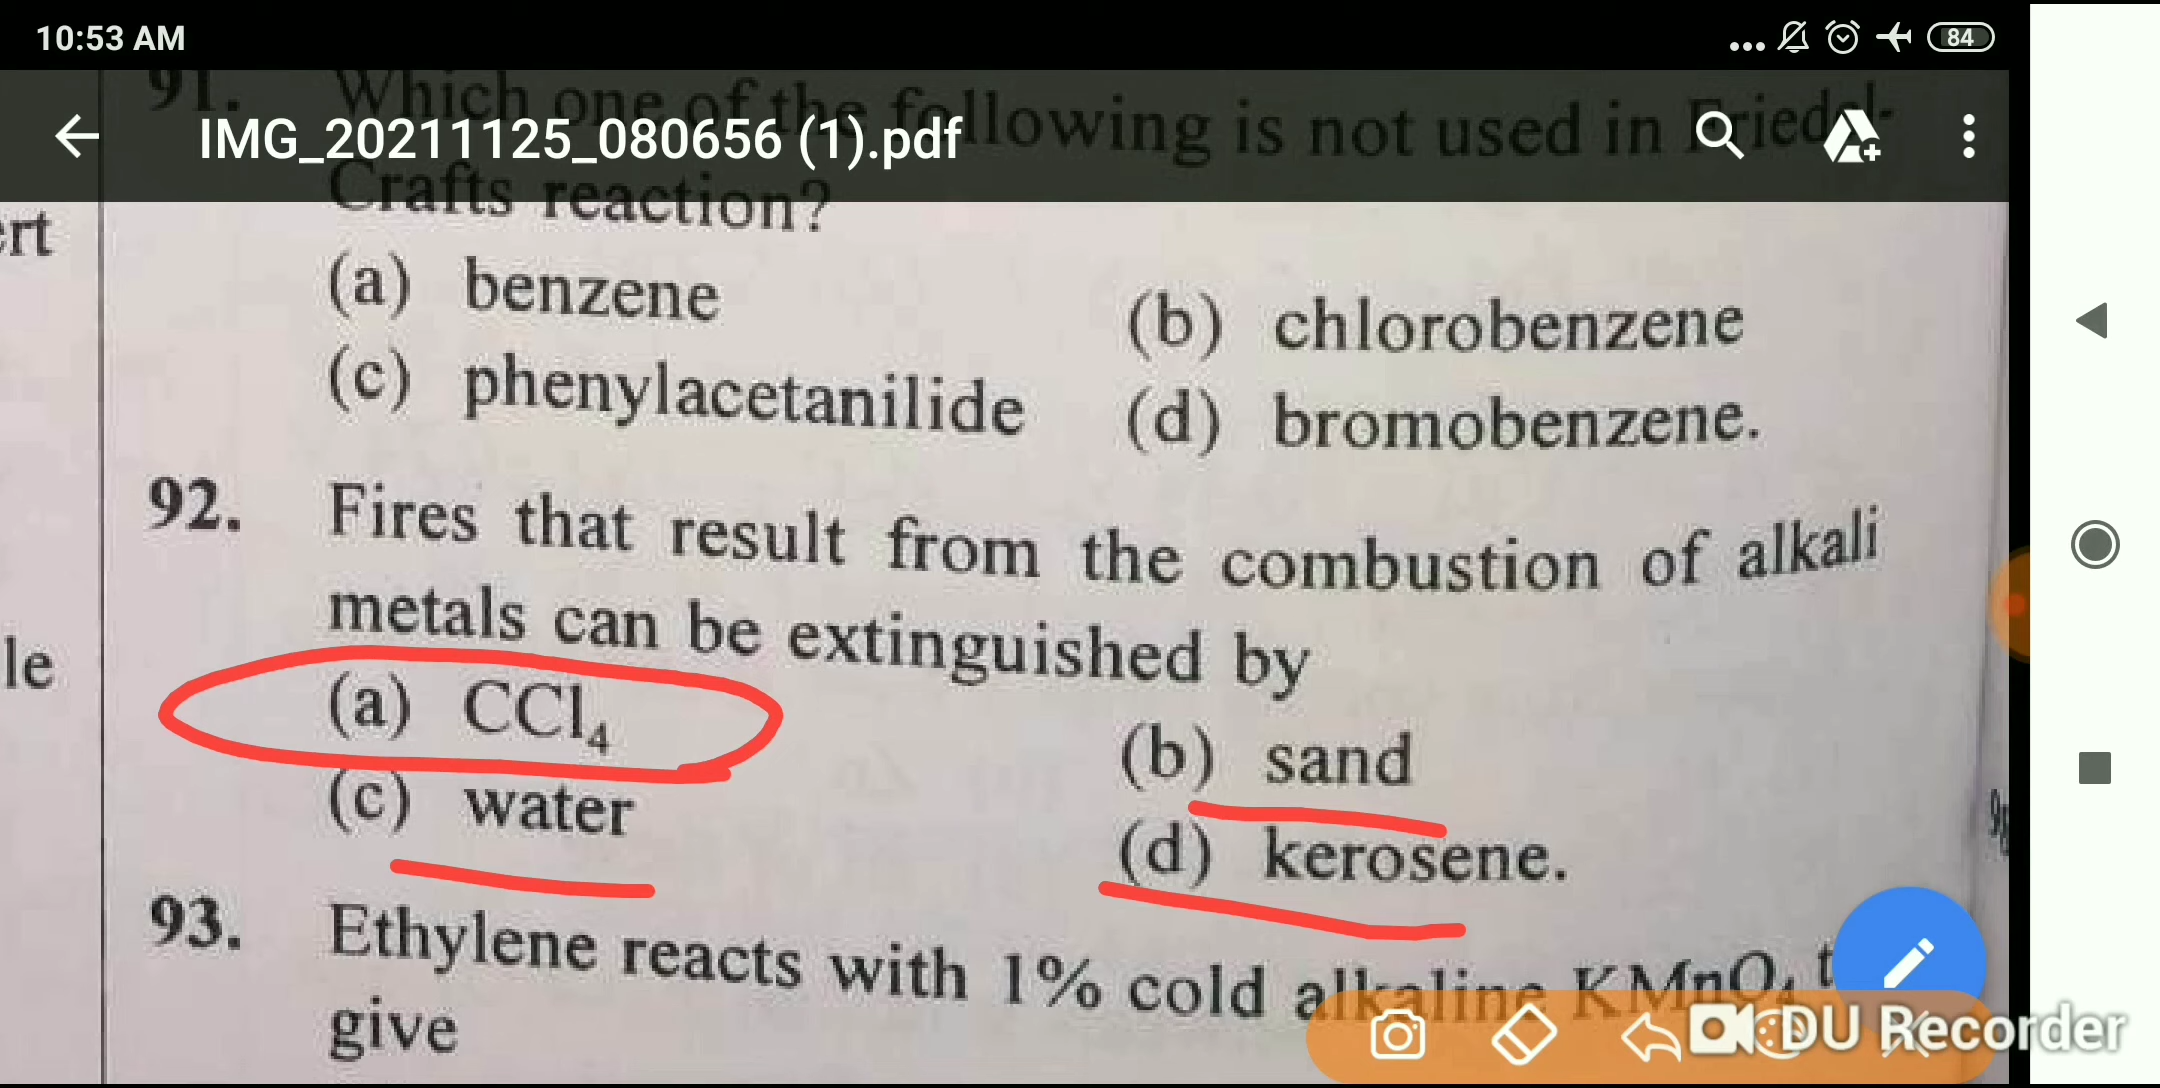 10:53 AM
84
IMG_20211125_080656 (1).pdf
91. Which one of the following is not used in Friedel-
Crafts reaction?
(a) benzene
(b) chlorobenzene
(c) phenylacetanilide
(d) bromobenzene.
92. Fires that result from the combustion of alkali
metals can be extinguished by
(a) CCl₄
(b) sand
(c) water
(d) kerosene.
93. Ethylene reacts with 1% cold alkaline KMnO₄
give
ert
le
DU Recorder